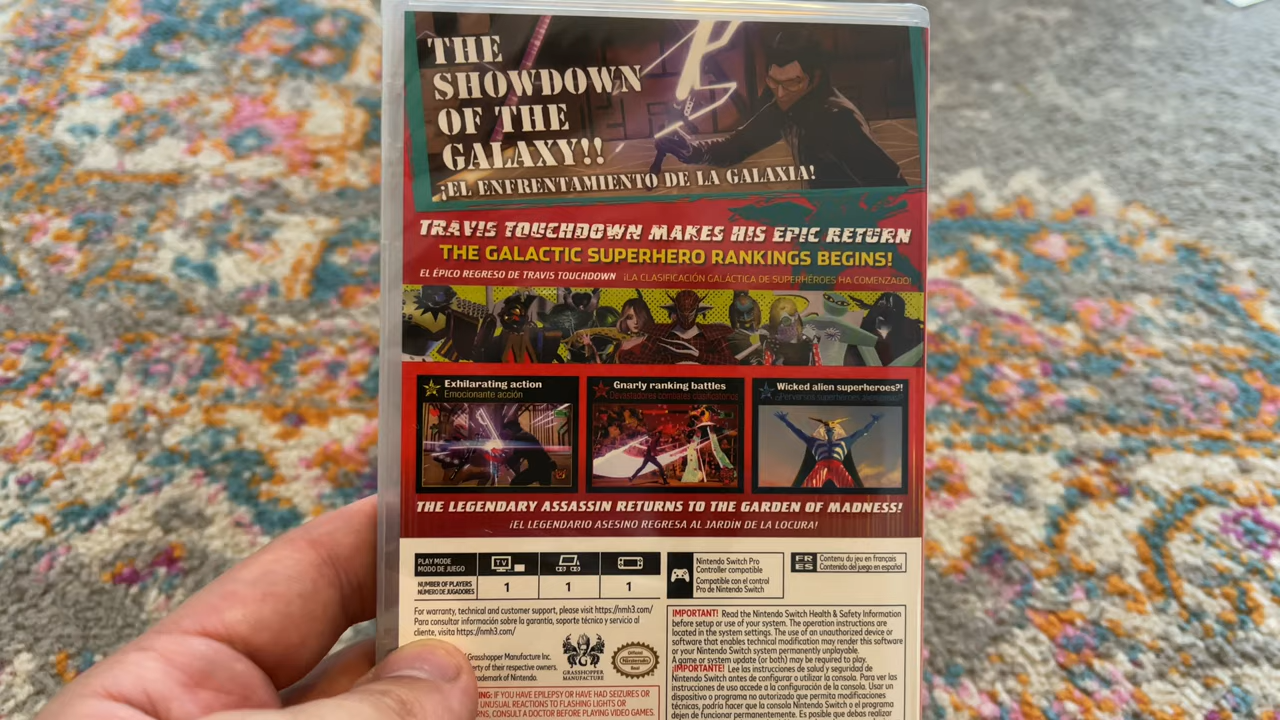 THE
SHOWDOWN
OF THE
GALAXY!!
¡EL ENFRENTAMIENTO DE LA GALAXIA!
TRAVIS TOUCHDOWN MAKES HIS EPIC RETURN
THE GALACTIC SUPERHERO RANKINGS BEGINS!
EL ÉPICO REGRESO DE TRAVIS TOUCHDOWN ¡LA CLASIFICACIÓN GALÁCTICA DE SUPERHÉROES HA COMENZADO!
Exhilarating action
Emocionante acción
Gnarly ranking battles
Devastadores combates clasificatorios
Wicked alien superheroes?!
¿¡Perversos superhéroes alienígenas!?
THE LEGENDARY ASSASSIN RETURNS TO THE GARDEN OF MADNESS!
¡EL LEGENDARIO ASESINO REGRESA AL JARDÍN DE LA LOCURA!
PLAY MODE
MODO DE JUEGO
TV
NUMBER OF PLAYERS
NÚMERO DE JUGADORES
1 1 1
Nintendo Switch Pro
Controller compatible
Compatible con el control
Pro de Nintendo Switch
FR
ES
Contenu du jeu en français
Contenido del juego en español
For warranty, technical and customer support, please visit https://nmh3.com/
Para consultar información sobre la garantía, soporte técnico y servicio al
cliente, visita https://nmh3.com/
Grasshopper Manufacture Inc.
of their respective owners.
trademark of Nintendo.
GRASSHOPPER
MANUFACTURE
Official
Nintendo
Seal
IF YOU HAVE EPILEPSY OR HAVE HAD SEIZURES OR
UNUSUAL REACTIONS TO FLASHING LIGHTS OR
CONSULT A DOCTOR BEFORE PLAYING VIDEO GAMES.
IMPORTANT! Read the Nintendo Switch Health & Safety Information
before setup or use of your system. The operation instructions are
located in the system settings. The use of an unauthorized device or
software that enables technical modification may render this software
or your system permanently unplayable.
A game or system update (or both) may be required to play.
¡IMPORTANTE! Lee las instrucciones de salud y seguridad de
Nintendo Switch antes de configurar o utilizar la consola. Para ver las
instrucciones de uso accede a la configuración de la consola. Usar un
dispositivo o programa no autorizado que permita modificaciones
técnicas, podría hacer que la consola Nintendo Switch o el programa
dejen de funcionar permanentemente. Es posible que debas realizar